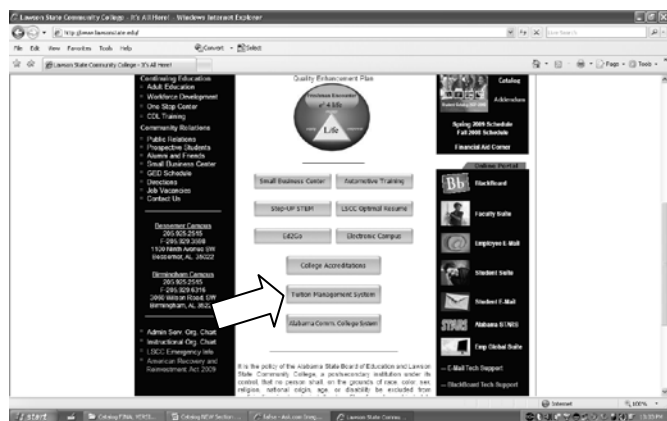 Lawson State Community College - It's All Here! - Windows Internet Explorer
File Edit View Favorites Tools Help
Convert
Select
Lawson State Community College - It's All Here!
Page
Tools
Continuing Education
Adult Education
Workforce Development
One Stop Center
CDL Training
Community Relations
Public Relations
Prospective Students
Alumni and Friends
Small Business Center
GED Schedule
Directions
Job Vacancies
Contact Us
Bessemer Campus
205.925.2515
1100 Ninth Avenue SW
Bessemer, AL 35022
Birmingham Campus
205.925.2515
F-205.929.6316
3060 Wilson Road SW
Birmingham, AL
Admin Serv. Org. Chart
Instructional Org. Chart
LSCC Emergency Info
American Recovery and
Reinvestment Act 2009
Quality Enhancement Plan
Life
Small Business Center
Automotive Training
Step-UP STEM
LSCC Optimal Resume
Ed2Go
Electronic Campus
College Accreditations
Tuition Management System
Alabama Comm. College System
It is the policy of the Alabama State Board of Education and Lawson
State Community College, a postsecondary institution under its
control, that no person shall, on the grounds of race, color, sex,
religion, national origin, age, or disability be excluded from
Catalog
Addendum
Spring 2009 Schedule
Fall 2008 Schedule
Financial Aid Corner
Online Portal
Bb
BlackBoard
Faculty Suite
Employee E-Mail
Student Suite
Student E-Mail
STARS
Alabama STARS
Emp Global Suite
E-Mail Tech Support
BlackBoard Tech Support
Internet
100%
start